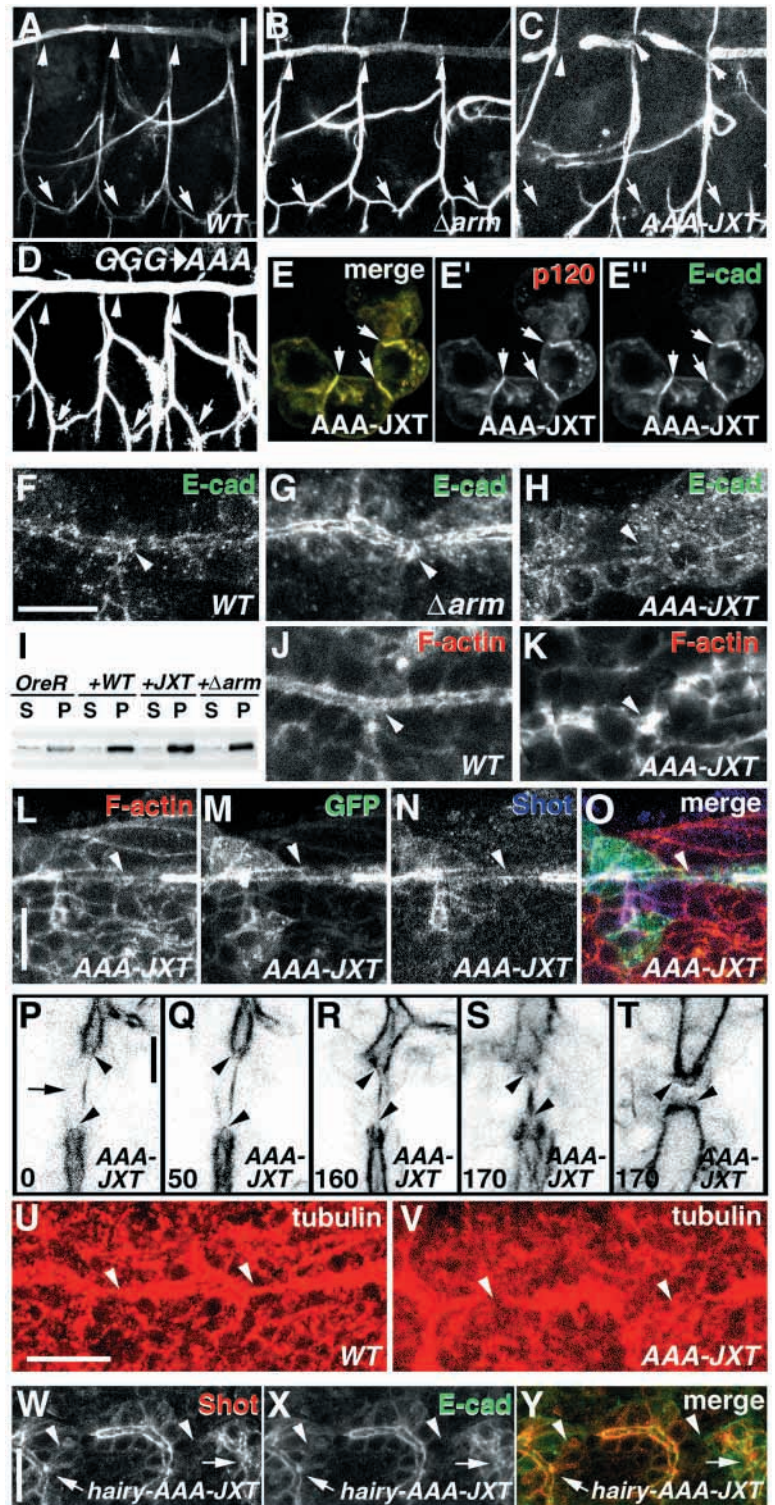 A WT
B Δarm
C AAA-JXT
D GGG▶AAA
E merge AAA-JXT
E' p120 AAA-JXT
E" E-cad AAA-JXT
F E-cad WT
G E-cad Δarm
H E-cad AAA-JXT
I
OreR +WT +JXT +Δarm
S P S P S P S P
J F-actin WT
K F-actin AAA-JXT
L F-actin AAA-JXT
M GFP AAA-JXT
N Shot AAA-JXT
O merge AAA-JXT
P 0 AAA-
JXT
Q 50 AAA-
JXT
R 160 AAA-
JXT
S 170 AAA-
JXT
T 170 AAA-
JXT
U tubulin WT
V tubulin AAA-JXT
W Shot hairy-AAA-JXT
X E-cad hairy-AAA-JXT
Y merge hairy-AAA-JXT